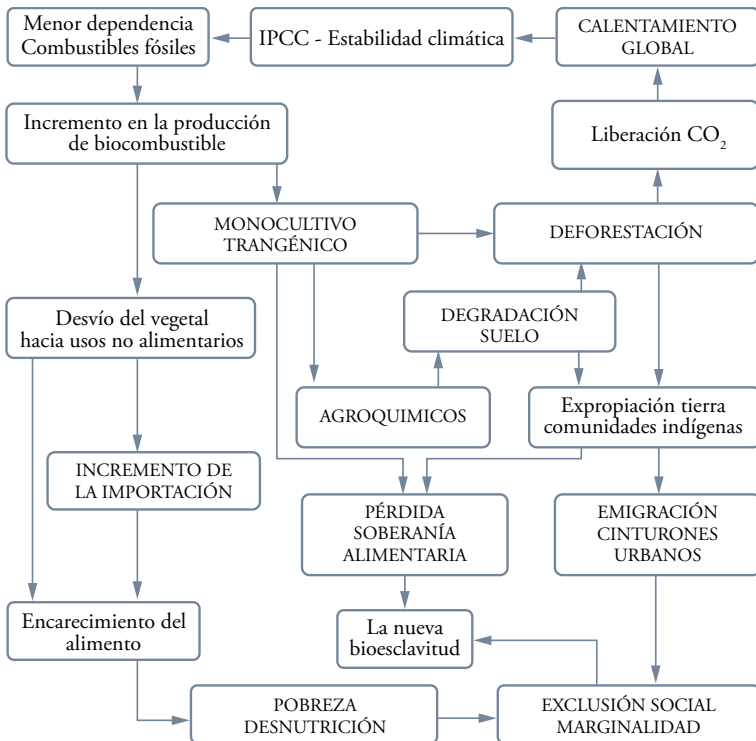 Menor dependencia
Combustibles fósiles
IPCC - Estabilidad climática
CALENTAMIENTO
GLOBAL
Incremento en la producción
de biocombustible
Liberación CO₂
MONOCULTIVO
TRANGÉNICO
DEFORESTACIÓN
Desvío del vegetal
hacia usos no alimentarios
DEGRADACIÓN
SUELO
AGROQUIMICOS
Expropiación tierra
comunidades indígenas
INCREMENTO DE
LA IMPORTACIÓN
PÉRDIDA
SOBERANÍA
ALIMENTARIA
EMIGRACIÓN
CINTURONES
URBANOS
Encarecimiento del
alimento
La nueva
bioesclavitud
POBREZA
DESNUTRICIÓN
EXCLUSIÓN SOCIAL
MARGINALIDAD